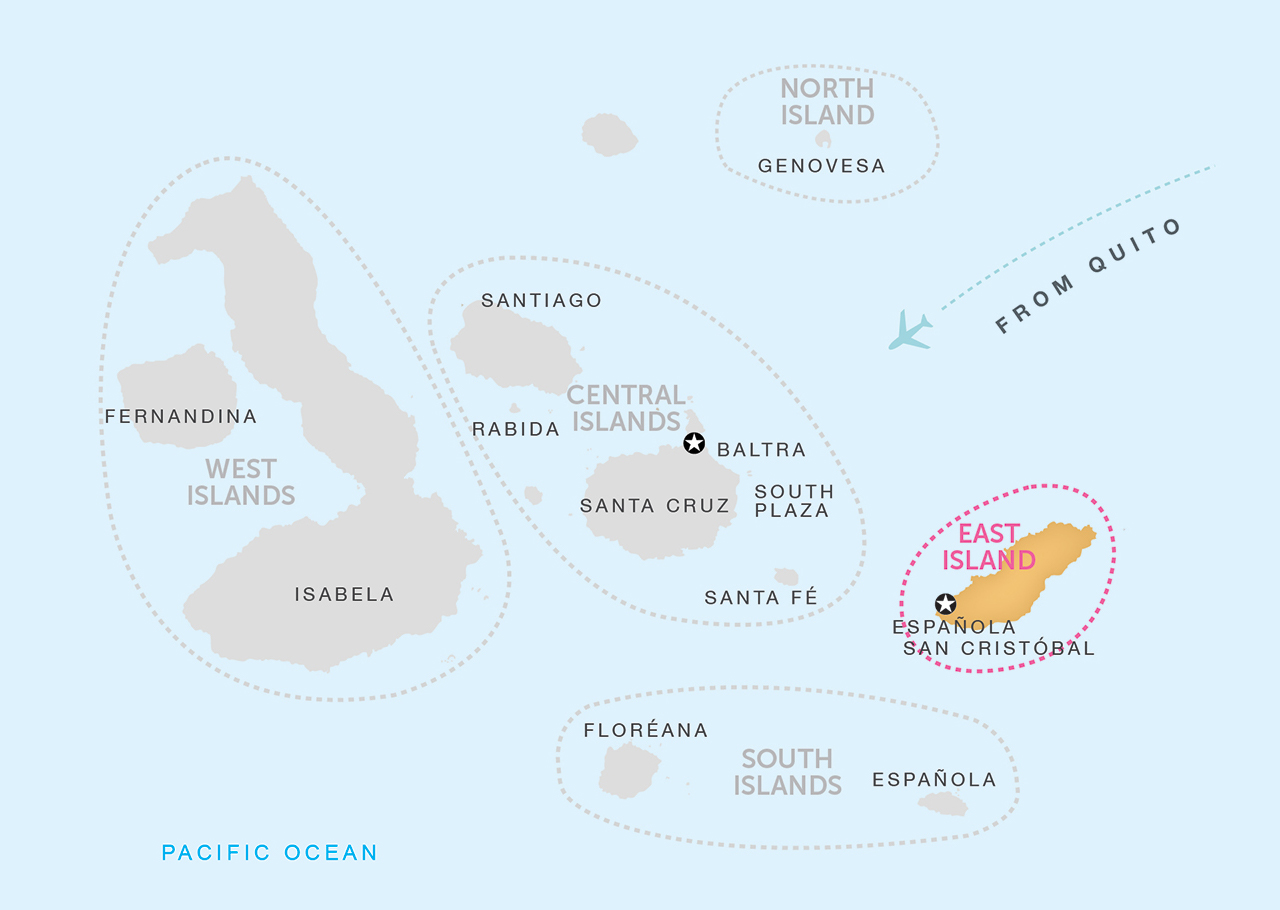 NORTH
ISLAND
GENOVESA
FROM QUITO
SANTIAGO
CENTRAL
ISLANDS
RABIDA
BALTRA
SANTA CRUZ
SOUTH
PLAZA
SANTA FÉ
FERNANDINA
WEST
ISLANDS
ISABELA
EAST
ISLAND
ESPAÑOLA
SAN CRISTÓBAL
FLORÉANA
SOUTH
ISLANDS
ESPAÑOLA
PACIFIC OCEAN